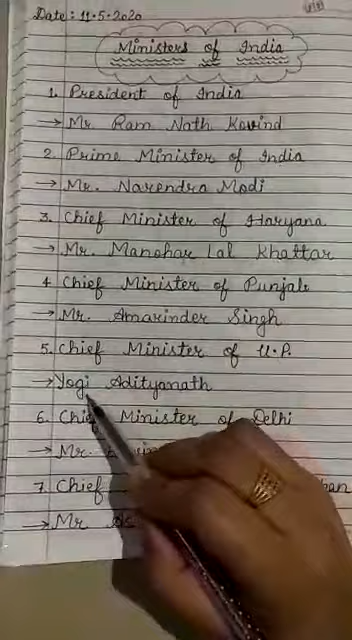 Date : 11.5.2020
Ministers of India
1. President of India
→ Mr. Ram Nath Kovind
2. Prime Minister of India
→ Mr. Narendra Modi
3. Chief Minister of Haryana
→ Mr. Manohar Lal Khattar
4. Chief Minister of Punjab
→ Mr. Amarinder Singh
5. Chief Minister of U.P.
→ Yogi Adityanath
6. Chief Minister of Delhi
→ Mr.
7. Chief
→ Mr